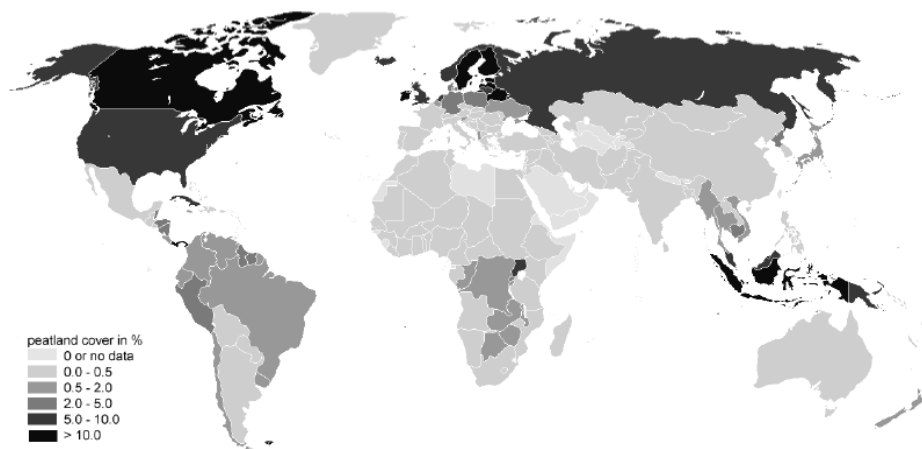 peatland cover in %
0 or no data
0.0 - 0.5
0.5 - 2.0
2.0 - 5.0
5.0 - 10.0
> 10.0